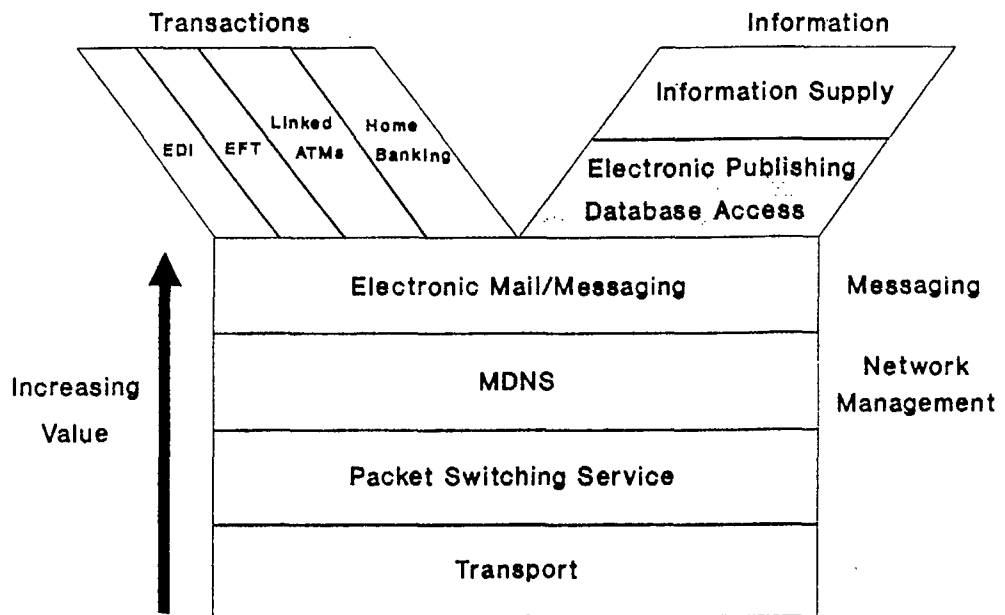 Transactions
Information
EDI
EFT
Linked
ATMs
Home
Banking
Information Supply
Electronic Publishing
Database Access
Electronic Mail/Messaging
Messaging
MDNS
Network
Management
Increasing
Value
Packet Switching Service
Transport